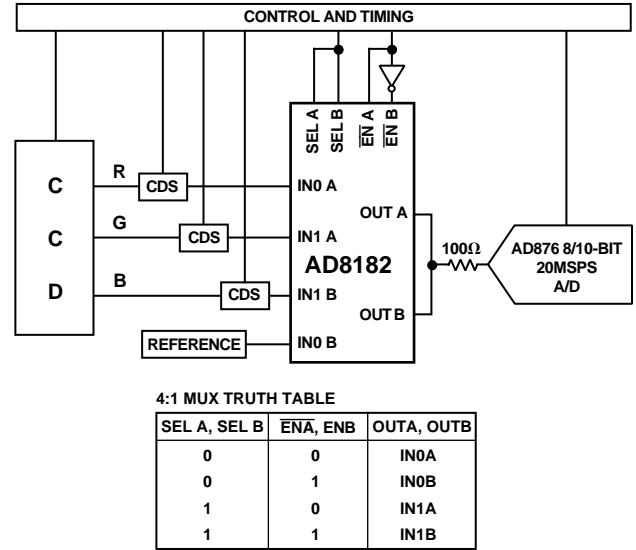 CONTROL AND TIMING
SEL A
SEL B
EN A
EN B
C
C
D
R
G
B
CDS
CDS
CDS
REFERENCE
IN0 A
IN1 A
IN1 B
IN0 B
AD8182
OUT A
OUT B
100Ω
AD876 8/10-BIT
20MSPS
A/D
4:1 MUX TRUTH TABLE
SEL A, SEL B ENA, ENB OUTA, OUTB
0 0 IN0A
0 1 IN0B
1 0 IN1A
1 1 IN1B